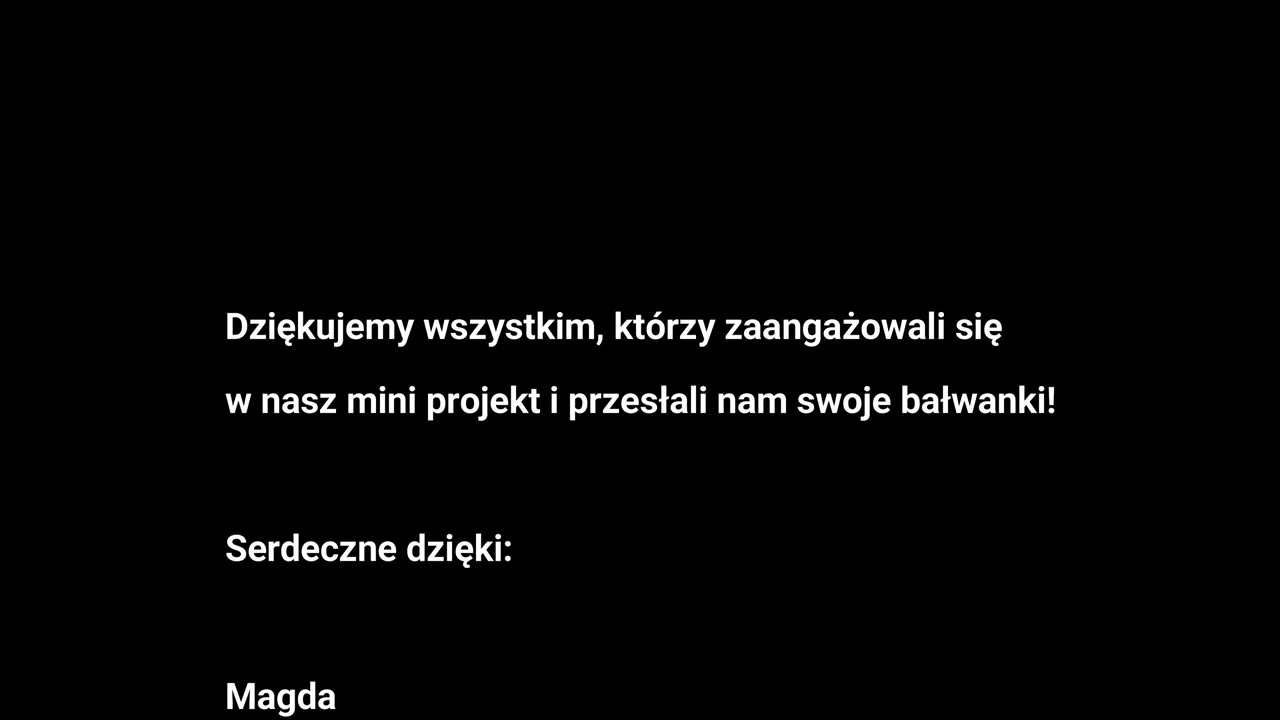 Dziękujemy wszystkim, którzy zaangażowali się
w nasz mini projekt i przesłali nam swoje bałwanki!
Serdeczne dzięki:
Magda